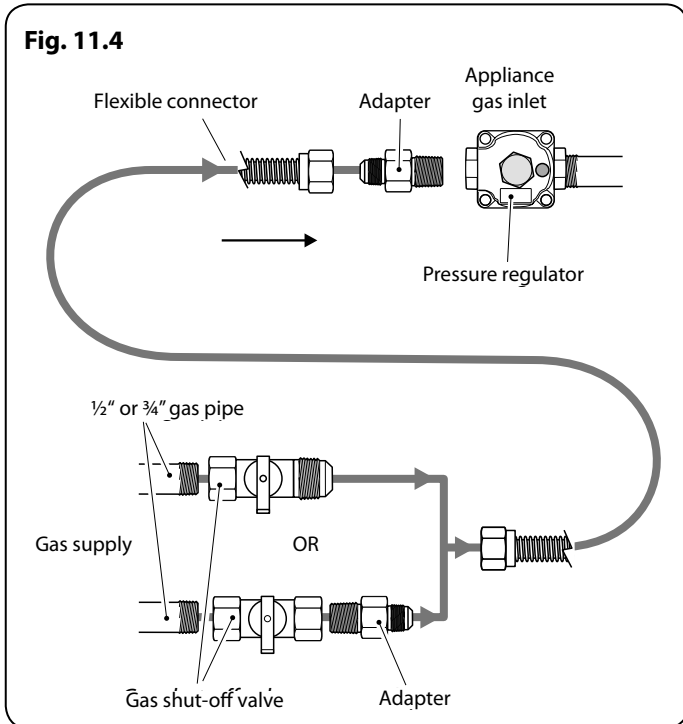 Fig. 11.4
Appliance
gas inlet
Flexible connector
Adapter
Pressure regulator
½“ or ¾” gas pipe
Gas supply
OR
Gas shut-off valve
Adapter